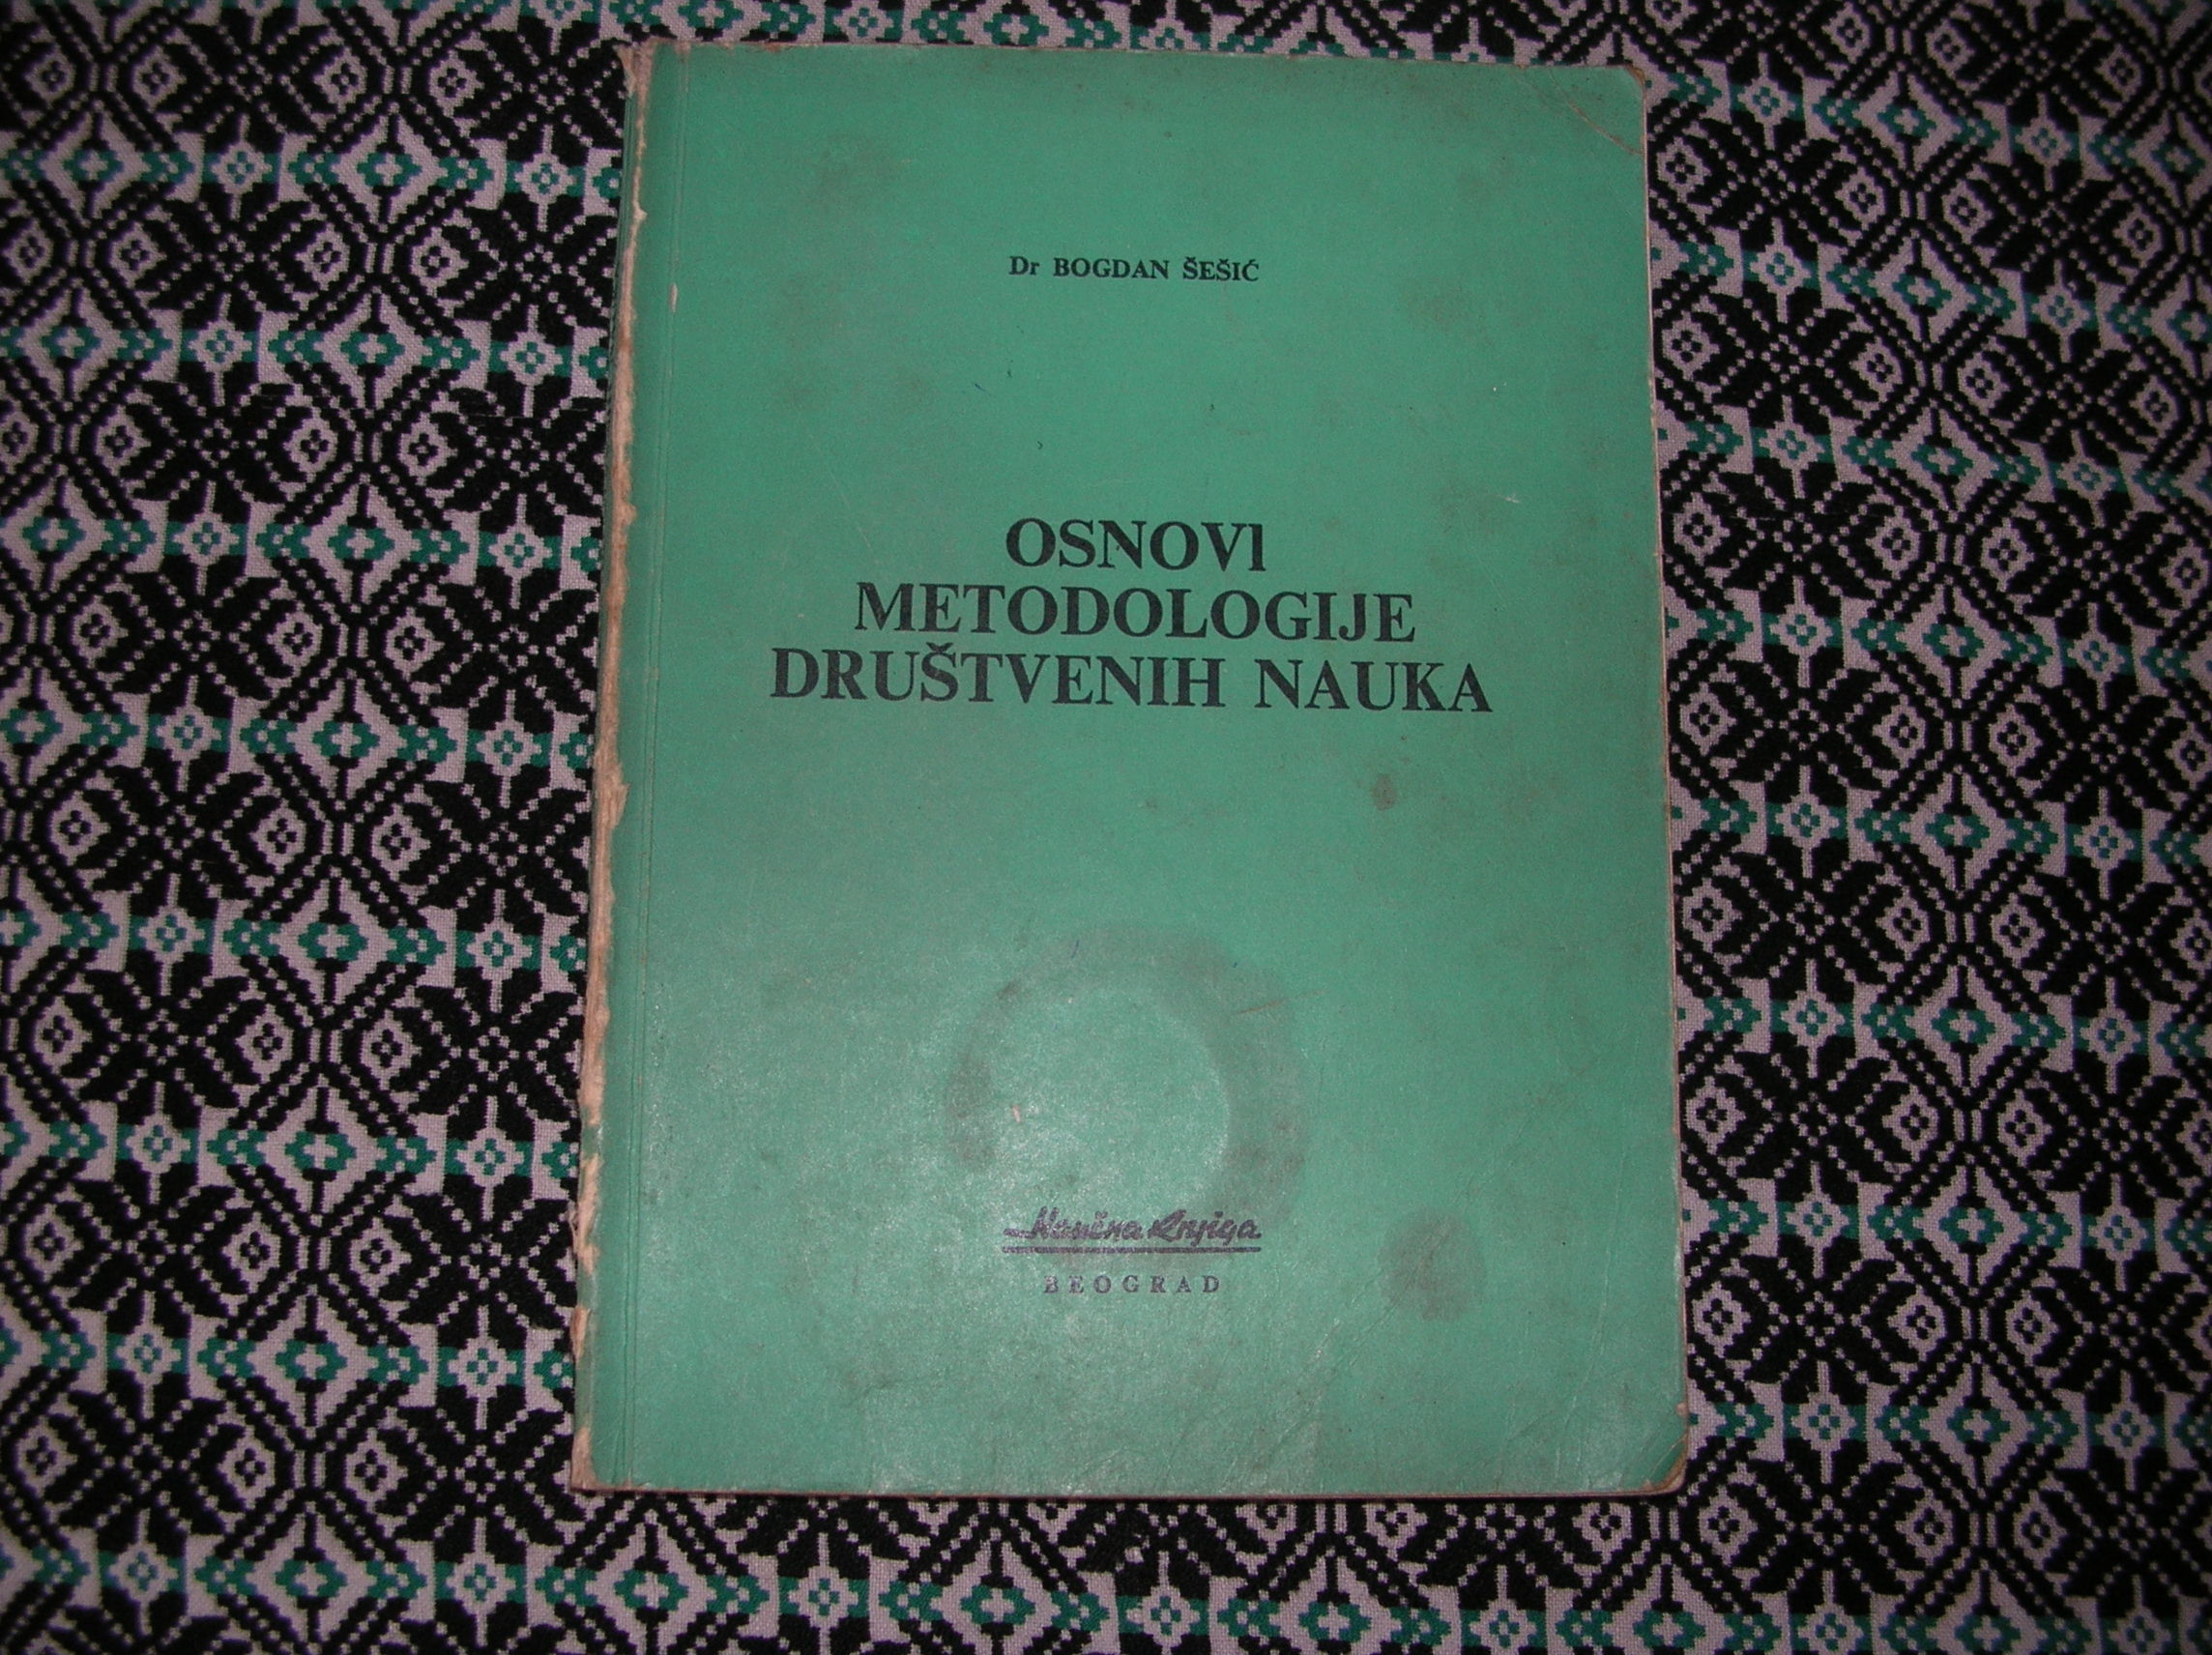 Dr BOGDAN ŠEŠIĆ
OSNOVI
METODOLOGIJE
DRUŠTVENIH NAUKA
Naučna Knjiga
BEOGRAD